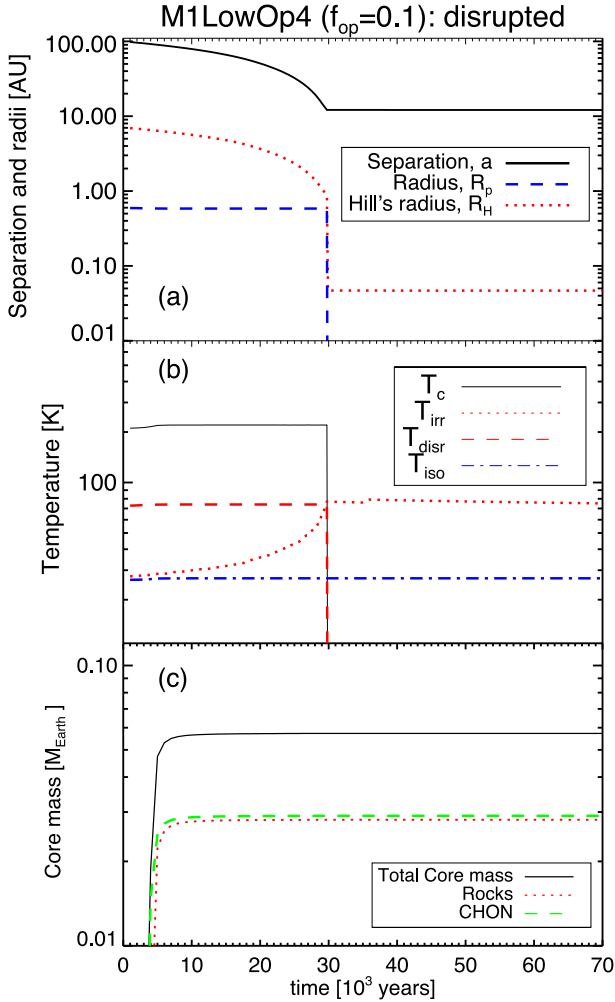 M1LowOp4 (f_op=0.1): disrupted
Separation and radii [AU]
100.00
10.00
1.00
0.10
0.01
Separation, a
Radius, R_p
Hill's radius, R_H
(a)
(b)
Temperature [K]
100
T_c
T_irr
T_disr
T_iso
(c)
Core mass [M_Earth]
0.10
0.01
Total Core mass
Rocks
CHON
0 10 20 30 40 50 60 70
time [10^3 years]